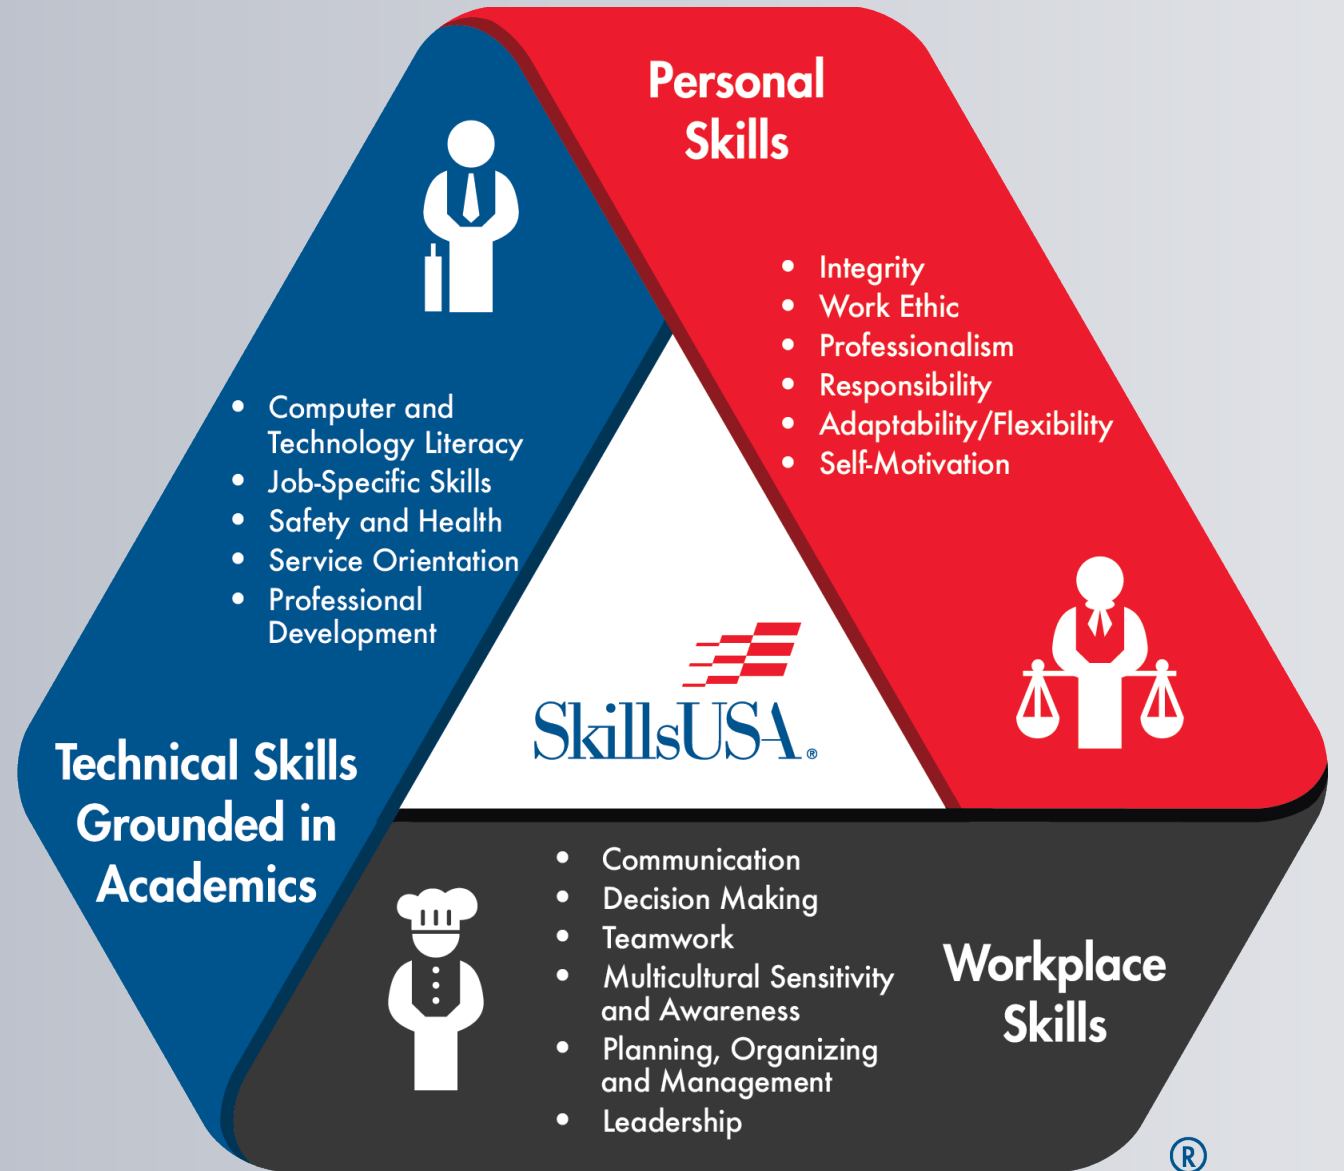 Personal
Skills
• Integrity
• Work Ethic
• Professionalism
• Responsibility
• Adaptability/Flexibility
• Self-Motivation
• Computer and
Technology Literacy
• Job-Specific Skills
• Safety and Health
• Service Orientation
• Professional
Development
Technical Skills
Grounded in
Academics
SkillsUSA®
• Communication
• Decision Making
• Teamwork
• Multicultural Sensitivity
and Awareness
• Planning, Organizing
and Management
• Leadership
Workplace
Skills
®